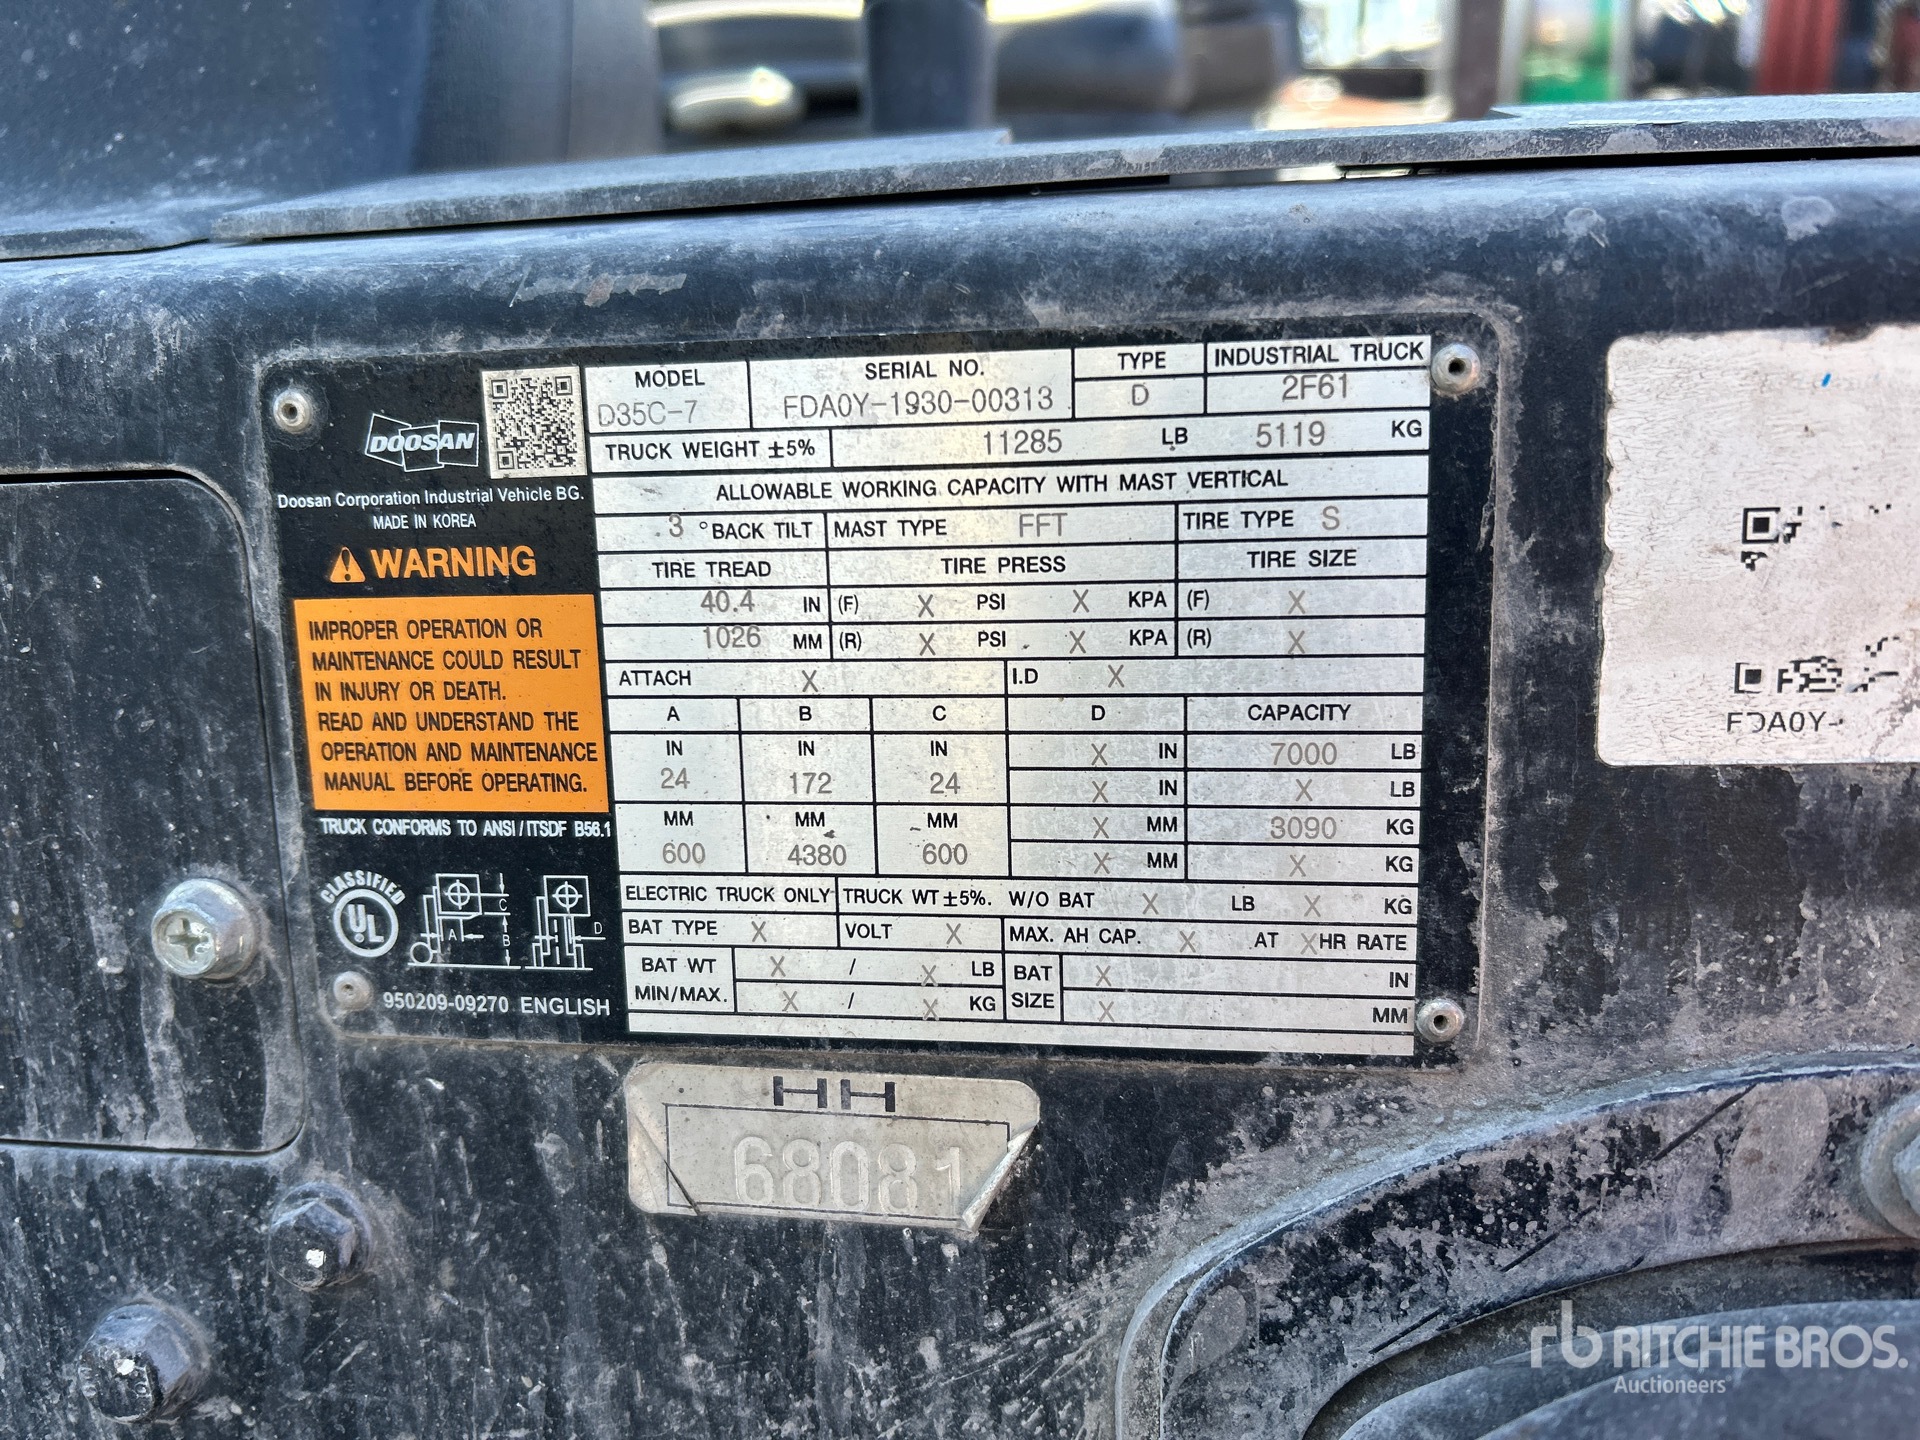 MODEL
D35C-7
SERIAL NO.
FDA0Y-1930-00313
TYPE
D
INDUSTRIAL TRUCK
2F61
DOOSAN
Doosan Corporation Industrial Vehicle BG.
MADE IN KOREA
WARNING
IMPROPER OPERATION OR
MAINTENANCE COULD RESULT
IN INJURY OR DEATH.
READ AND UNDERSTAND THE
OPERATION AND MAINTENANCE
MANUAL BEFORE OPERATING.
TRUCK CONFORMS TO ANSI/ITSDF B56.1
CLASSIFIED
UL
A
B
C
D
950209-09270 ENGLISH
TRUCK WEIGHT ±5% 11285 LB 5119 KG
ALLOWABLE WORKING CAPACITY WITH MAST VERTICAL
3 °BACK TILT MAST TYPE FFT TIRE TYPE S
TIRE TREAD TIRE PRESS TIRE SIZE
40.4 IN (F) X PSI X KPA (F) X
1026 MM (R) X PSI X KPA (R) X
ATTACH X I.D X
A B C D CAPACITY
IN IN IN X IN 7000 LB
24 172 24 X IN X LB
MM MM MM X MM 3090 KG
600 4380 600 X MM X KG
ELECTRIC TRUCK ONLY TRUCK WT ±5%. W/O BAT X LB X KG
BAT TYPE X VOLT X MAX. AH CAP. X AT X HR RATE
BAT WT X / X LB BAT X IN
MIN/MAX. X / X KG SIZE X MM
HH
68081
FDA0Y-
rb RITCHIE BROS.
Auctioneers